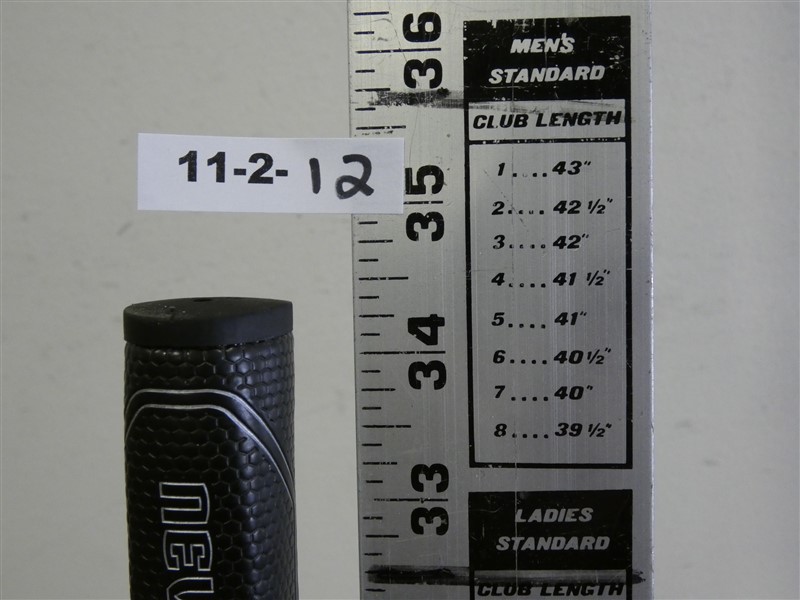 11-2-12
36
35
34
33
MEN'S
STANDARD
CLUB LENGTH
1....43"
2....42 1/2"
3....42"
4....41 1/2"
5....41"
6....40 1/2"
7....40"
8....39 1/2"
LADIES
STANDARD
CLUB LENGTH